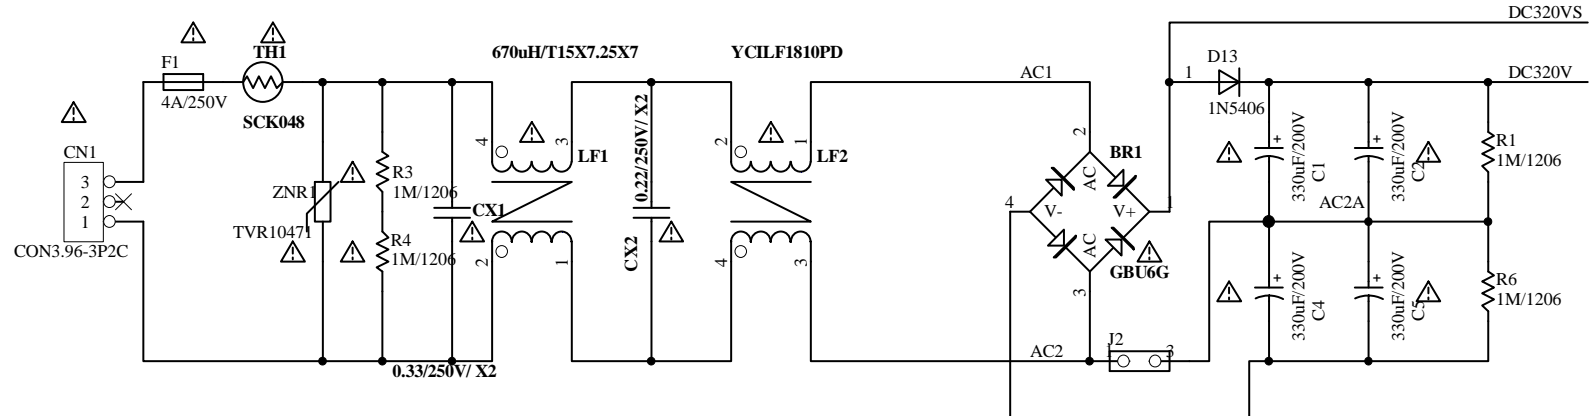 DC320VS
TH1
670uH/T15X7.25X7
YCILF1810PD
F1
D13
AC1
1
DC320V
4A/250V
1N5406
SCK048
0.22/250V/ X2
4
3
2
1
2
CN1
LF1
LF2
BR1
330uF/200V
C1
330uF/200V
C2
R1
1M/1206
3
2
1
R3
1M/1206
ZNR1
AC
4
V-
V+
1
AC2A
CX1
TVR10471
R4
1M/1206
CON3.96-3P2C
2
1
CX2
4
3
AC
GBU6G
3
330uF/200V
C4
330uF/200V
C5
R6
1M/1206
J2
AC2
1
3
0.33/250V/ X2